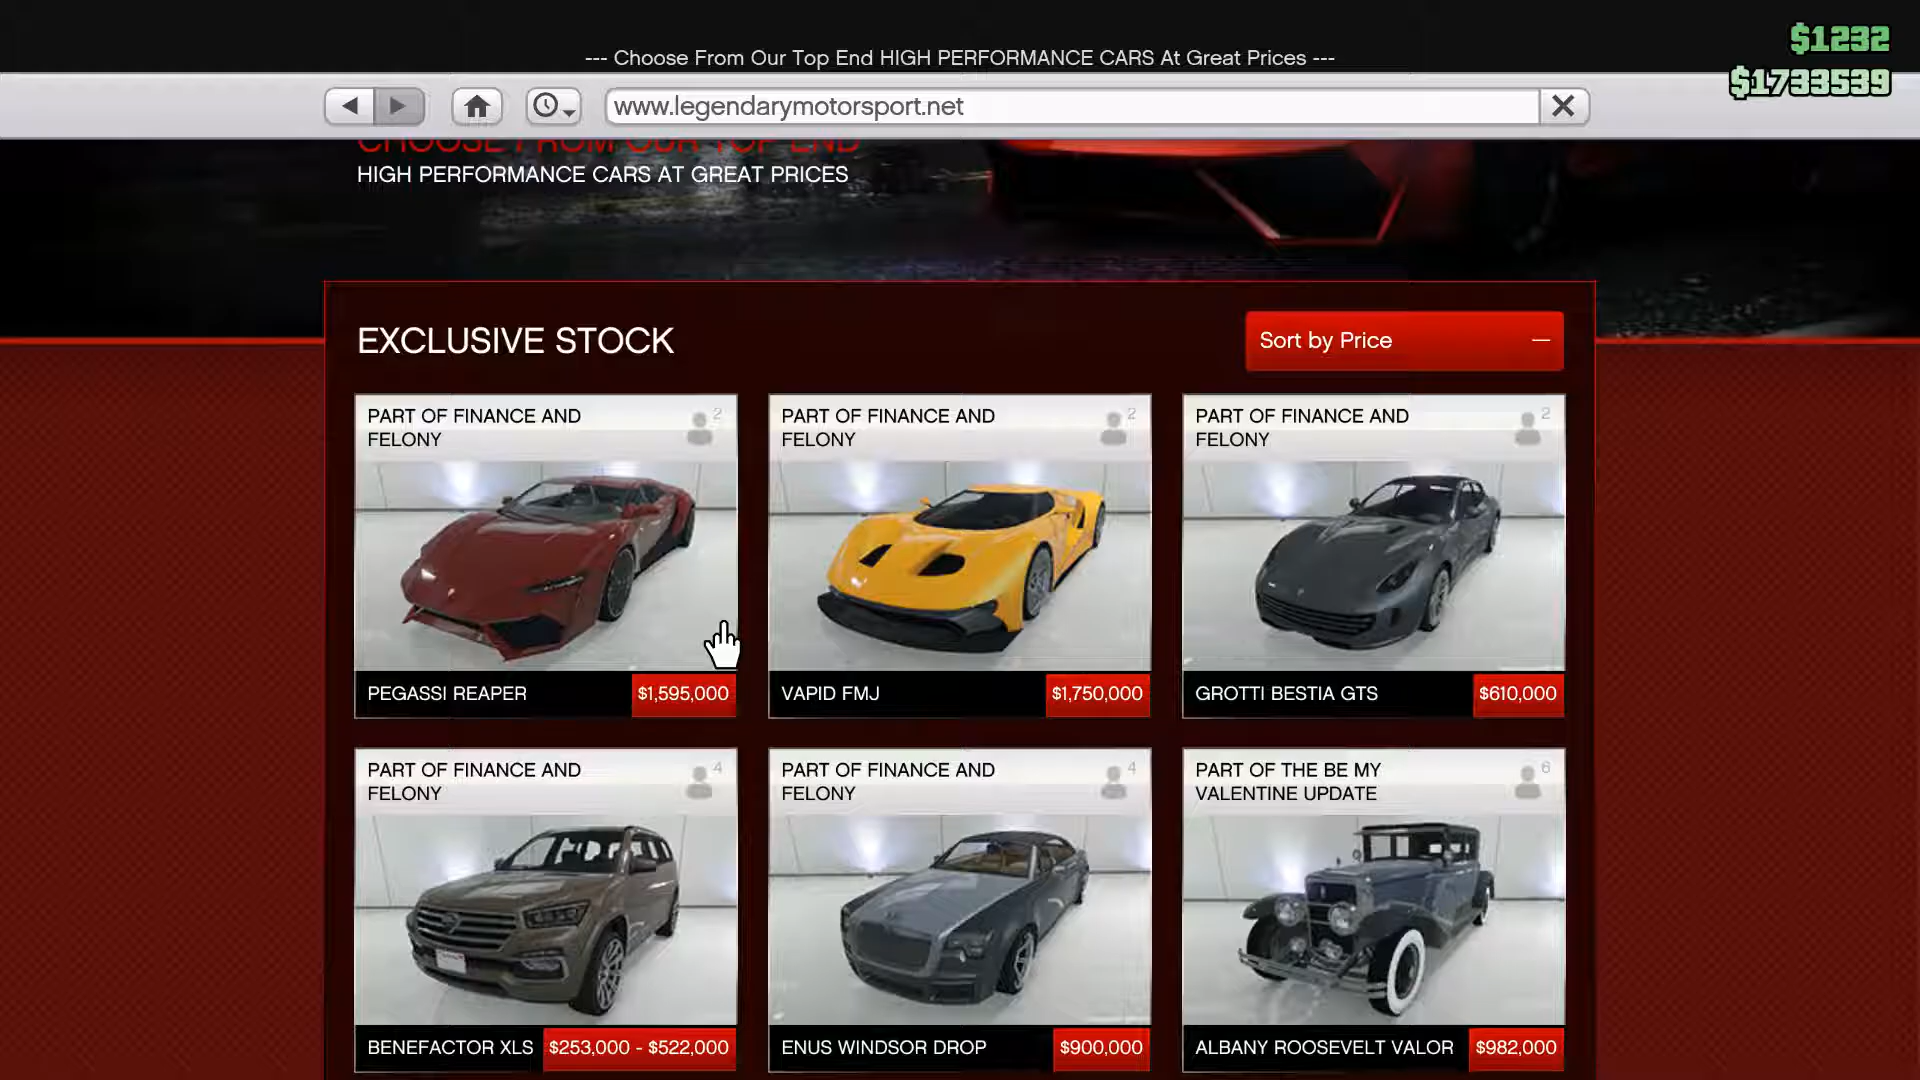 $1232
--- Choose From Our Top End HIGH PERFORMANCE CARS At Great Prices ---
$1733539
www.legendarymotorsport.net
CHOOSE FROM OUR TOP END
HIGH PERFORMANCE CARS AT GREAT PRICES
EXCLUSIVE STOCK
Sort by Price
PART OF FINANCE AND
FELONY
2
PEGASSI REAPER
$1,595,000
PART OF FINANCE AND
FELONY
2
VAPID FMJ
$1,750,000
PART OF FINANCE AND
FELONY
2
GROTTI BESTIA GTS
$610,000
PART OF FINANCE AND
FELONY
4
BENEFACTOR XLS
$253,000 - $522,000
PART OF FINANCE AND
FELONY
4
ENUS WINDSOR DROP
$900,000
PART OF THE BE MY
VALENTINE UPDATE
6
ALBANY ROOSEVELT VALOR
$982,000